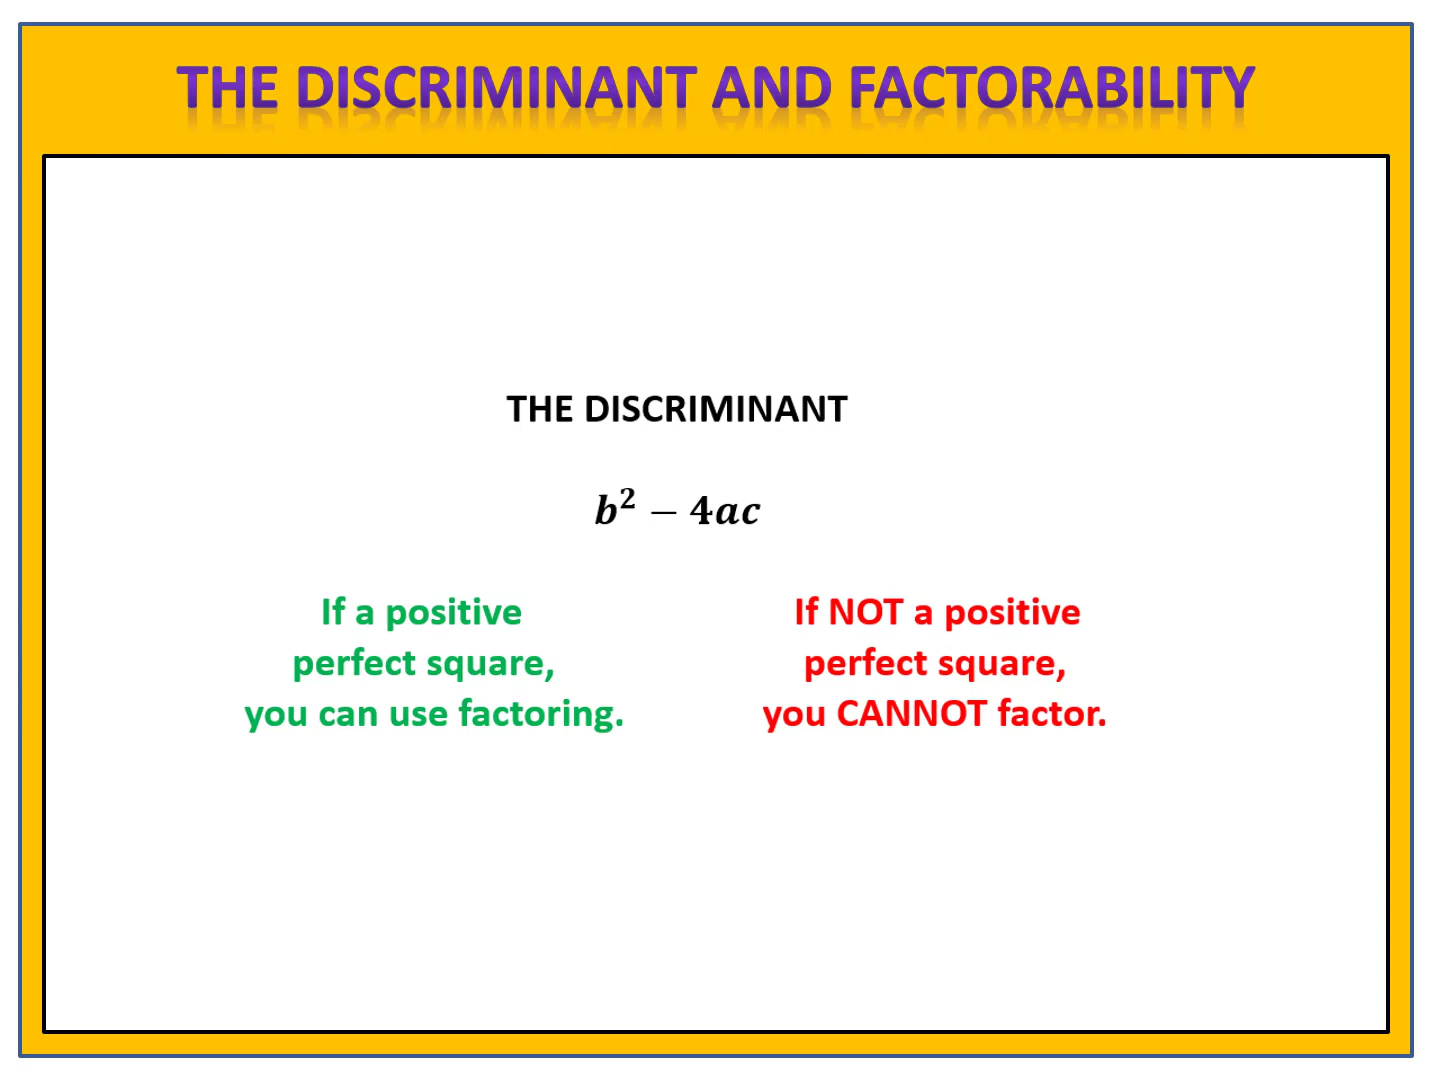 THE DISCRIMINANT AND FACTORABILITY
THE DISCRIMINANT
b² − 4ac
If a positive
perfect square,
you can use factoring.
If NOT a positive
perfect square,
you CANNOT factor.